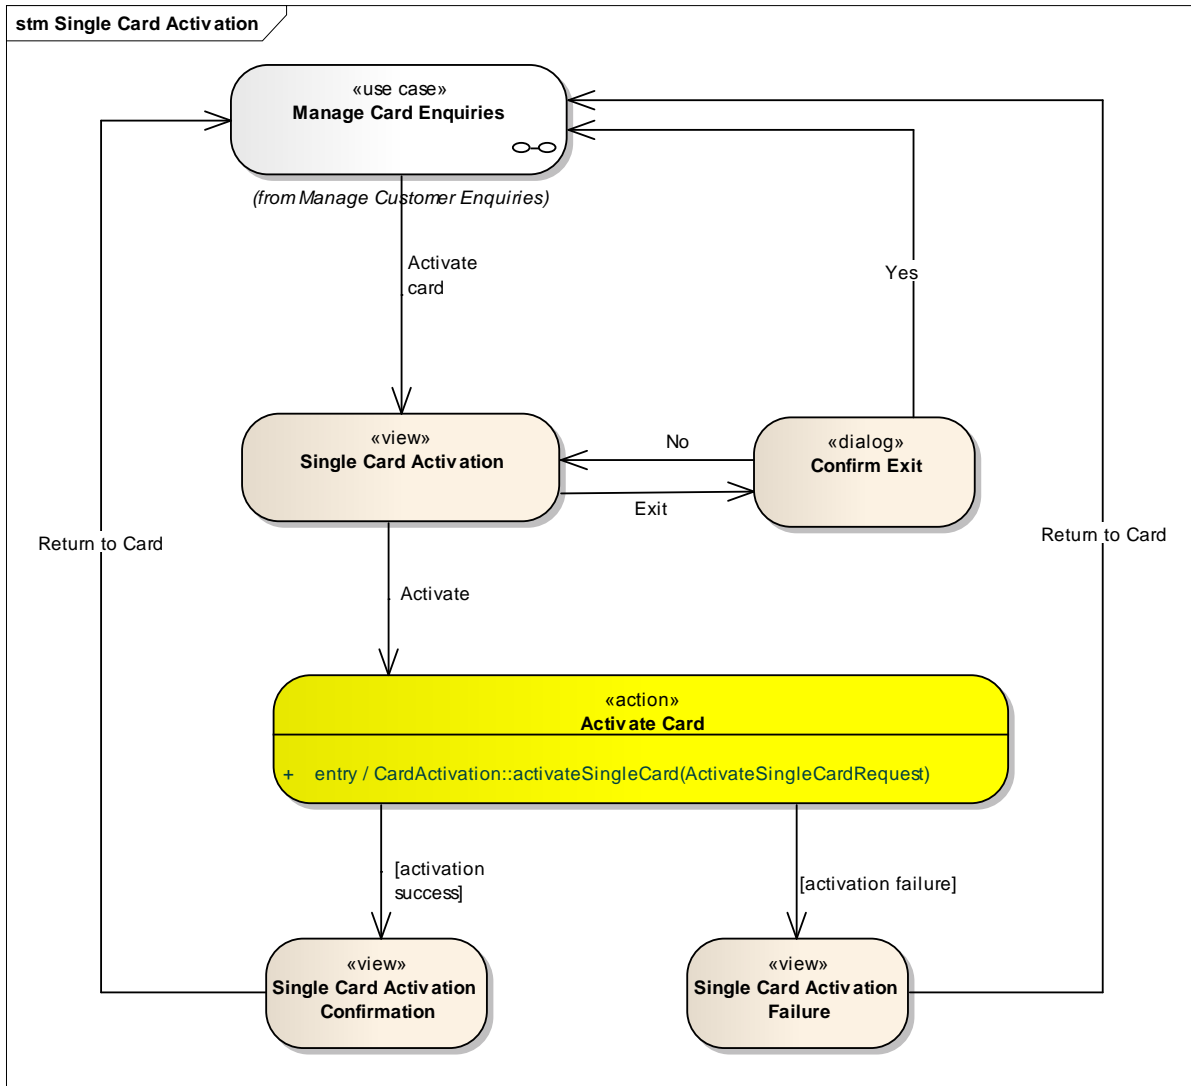 stm Single Card Activation
«use case»
Manage Card Enquiries
(from Manage Customer Enquiries)
Activate
card
Yes
«view»
Single Card Activation
No
Exit
«dialog»
Confirm Exit
Return to Card
Return to Card
Activate
«action»
Activate Card
+ entry / CardActivation::activateSingleCard(ActivateSingleCardRequest)
[activation
success]
[activation failure]
«view»
Single Card Activation
Confirmation
«view»
Single Card Activation
Failure